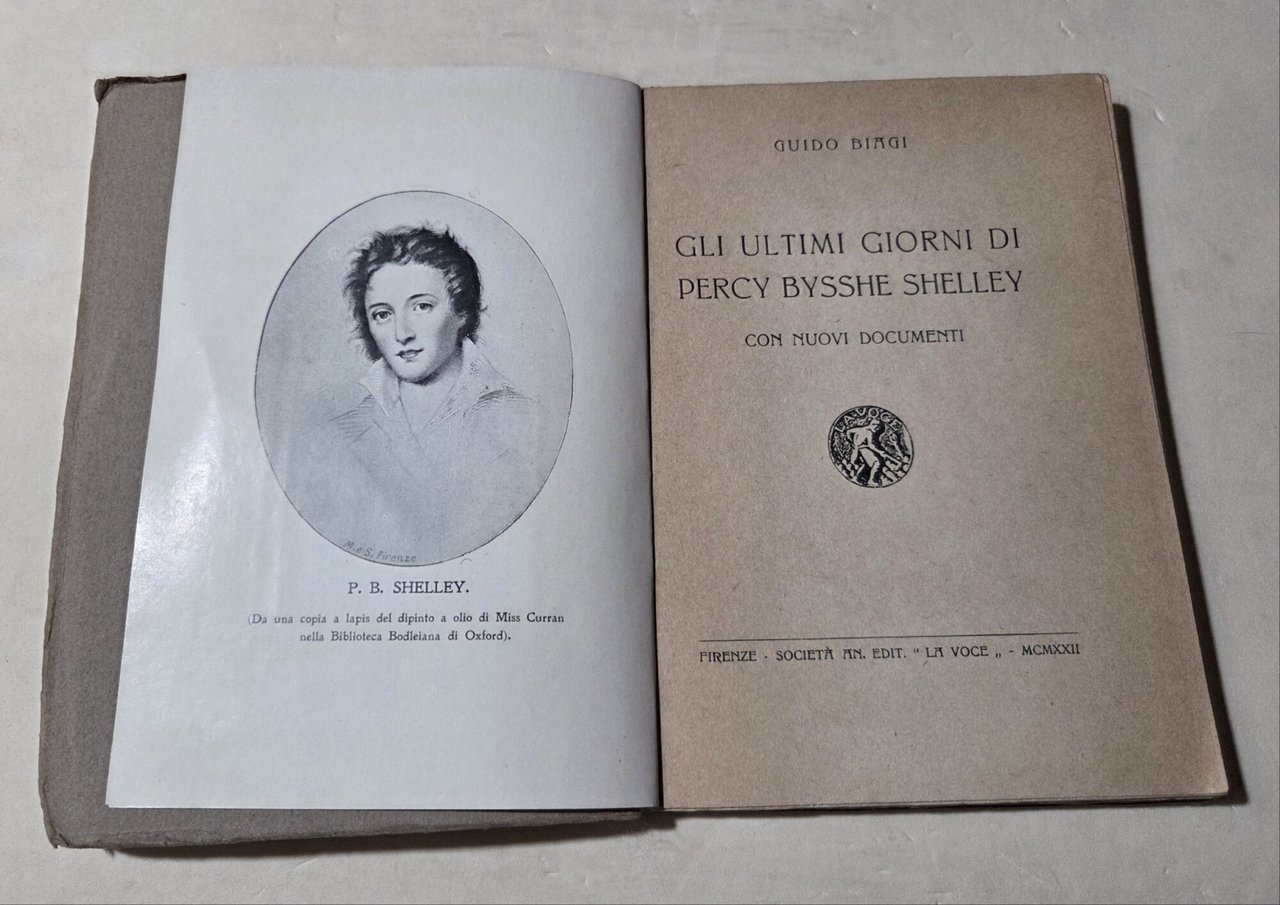 M. e S. Firenze
P. B. SHELLEY.
(Da una copia a lapis del dipinto a olio di Miss Curran
nella Biblioteca Bodleiana di Oxford).
GUIDO BIAGI
GLI ULTIMI GIORNI DI
PERCY BYSSHE SHELLEY
CON NUOVI DOCUMENTI
LA VOCE
FIRENZE - SOCIETÀ AN. EDIT. “ LA VOCE „ - MCMXXII